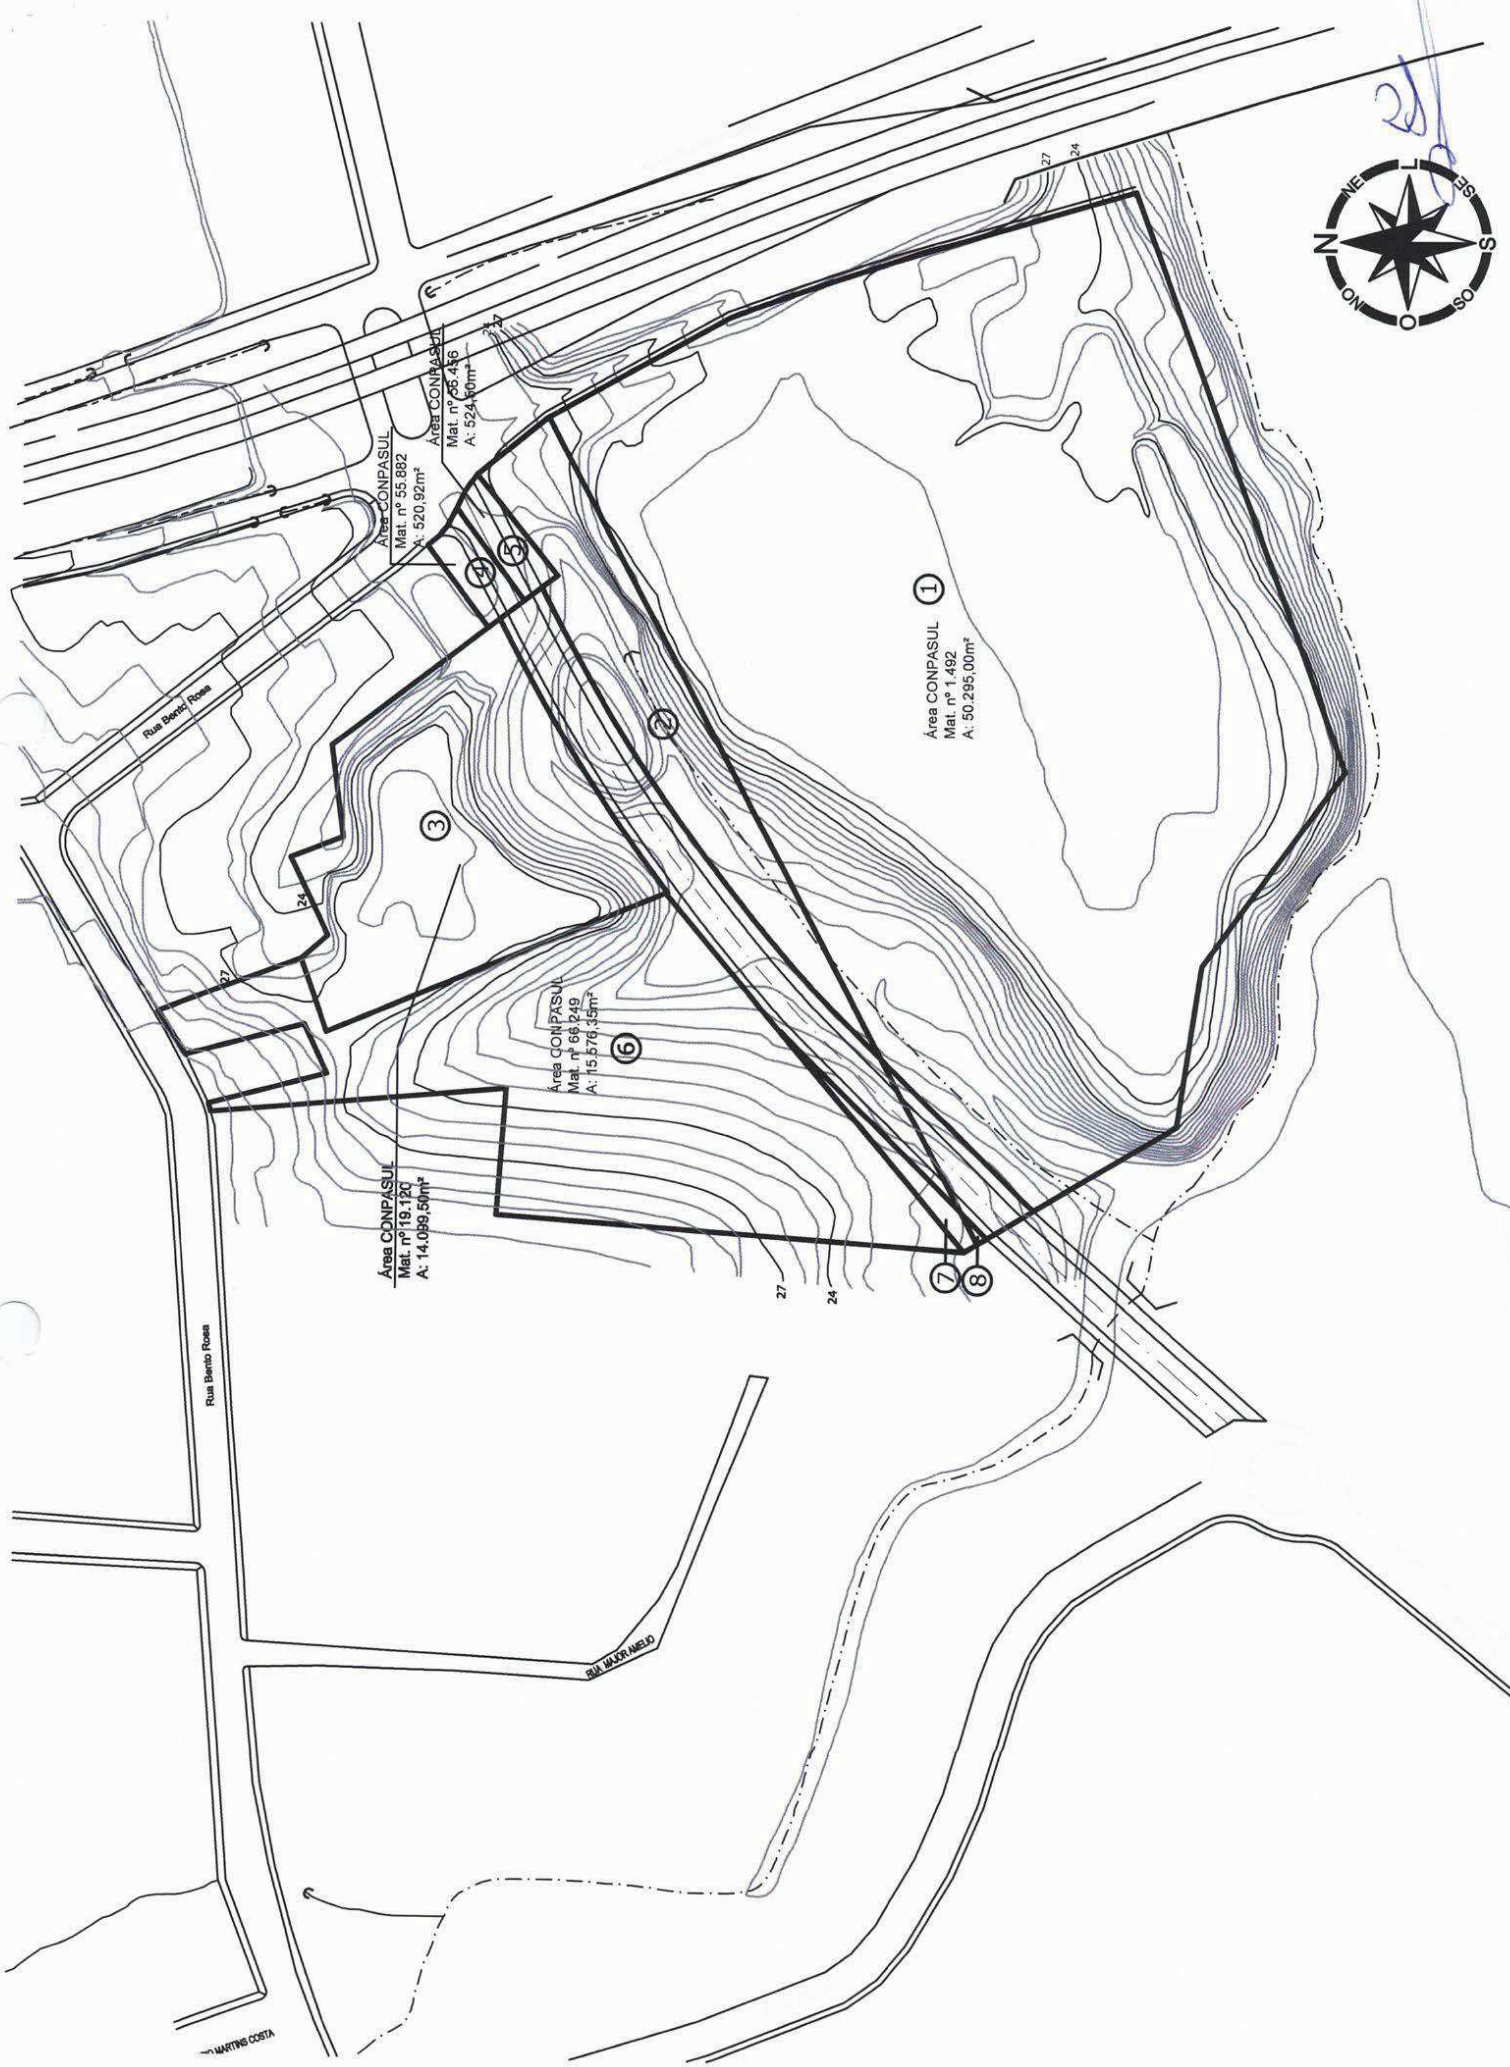 Rua Bento Rosa
Área CONPASUL
Mat. nº 55.882
A: 520,92m²
Área CONPASUL
Mat. nº 56.456
A: 524,50m²
24
27
27
24
④
⑤
③
②
①
Área CONPASUL
Mat. nº 1.492
A: 50.295,00m²
24
27
Área CONPASUL
Mat. nº 66.249
A: 15.576,35m²
⑥
Área CONPASUL
Mat. nº 19.120
A: 14.099,50m²
27
24
⑦
⑧
Rua Bento Rosa
RUA MAJOR AMELIO
MARTINS COSTA
N
NE
L
SE
S
SO
O
NO